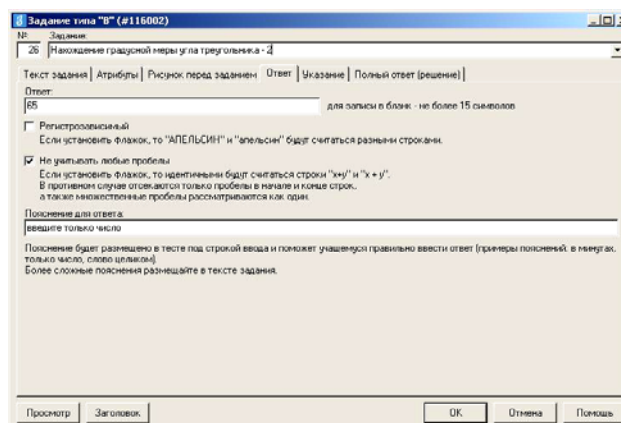 Задание типа "В" (#116002)
№: Задание:
26 Нахождение градусной меры угла треугольника - 2
Текст задания Атрибуты Рисунок перед заданием Ответ Указание Полный ответ (решение)
Ответ:
65 для записи в бланк - не более 15 символов
Регистрозависимый
Если установить флажок, то "АПЕЛЬСИН" и "апельсин" будут считаться разными строками.
Не учитывать любые пробелы
Если установить флажок, то идентичными будут считаться строки "x+y" и "x + y".
В противном случае отсекаются только пробелы в начале и конце строк,
а также множественные пробелы рассматриваются как один.
Пояснение для ответа:
введите только число
Пояснение будет размещено в тесте под строкой ввода и поможет учащемуся правильно ввести ответ (примеры пояснений: в минутах,
только число, слово целиком).
Более сложные пояснения размещайте в тексте задания.
Просмотр Заголовок OK Отмена Помощь